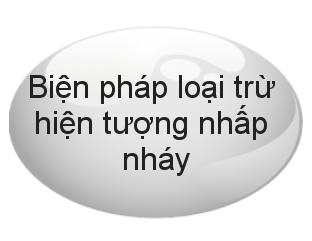 Biện pháp loại trừ
hiện tượng nhấp
nháy